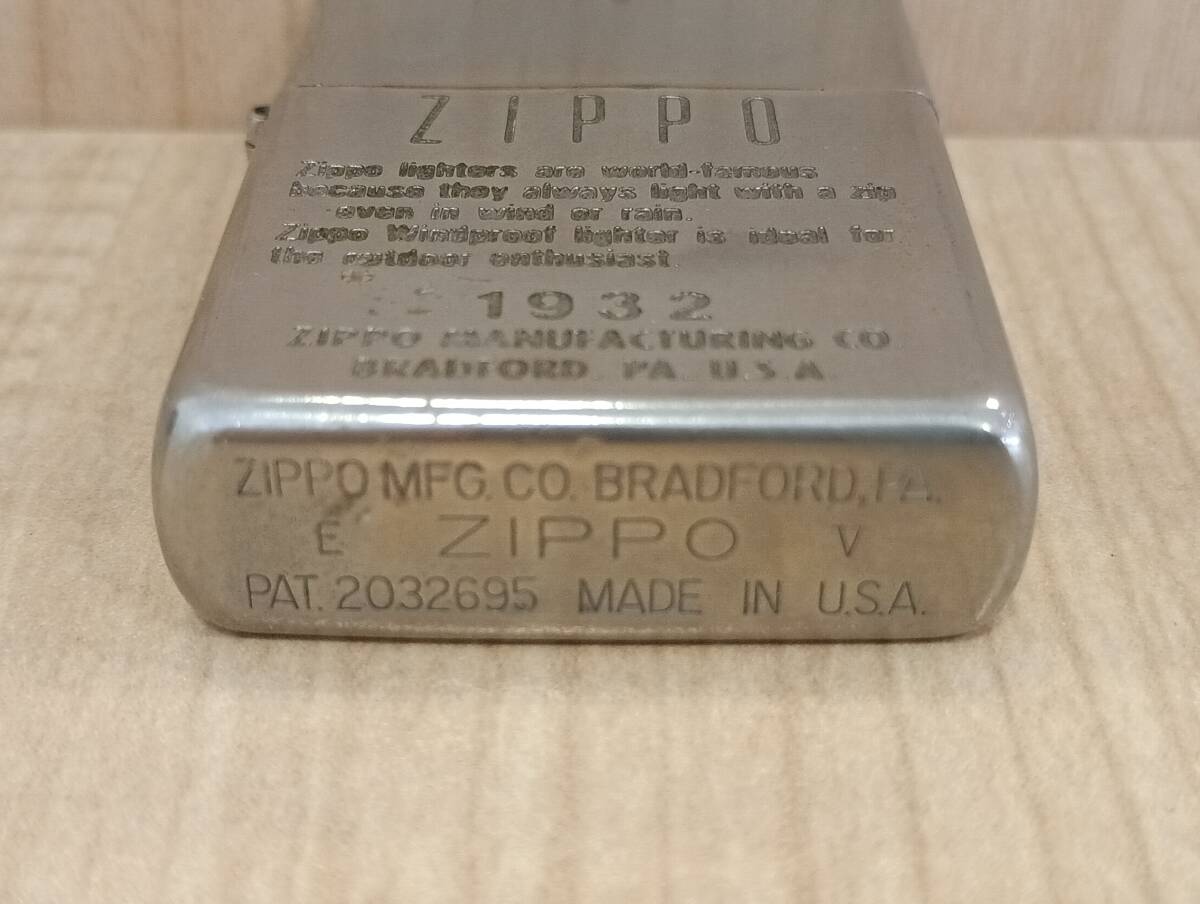 ZIPPO
Zippo lighters are world-famous
because they always light with a zip
even in wind or rain.
Zippo Windproof lighter is ideal for
the outdoor enthusiast.
1932
ZIPPO MANUFACTURING CO
BRADFORD. PA. U.S.A.
ZIPPO MFG. CO. BRADFORD, PA.
E ZIPPO V
PAT. 2032695 MADE IN U.S.A.